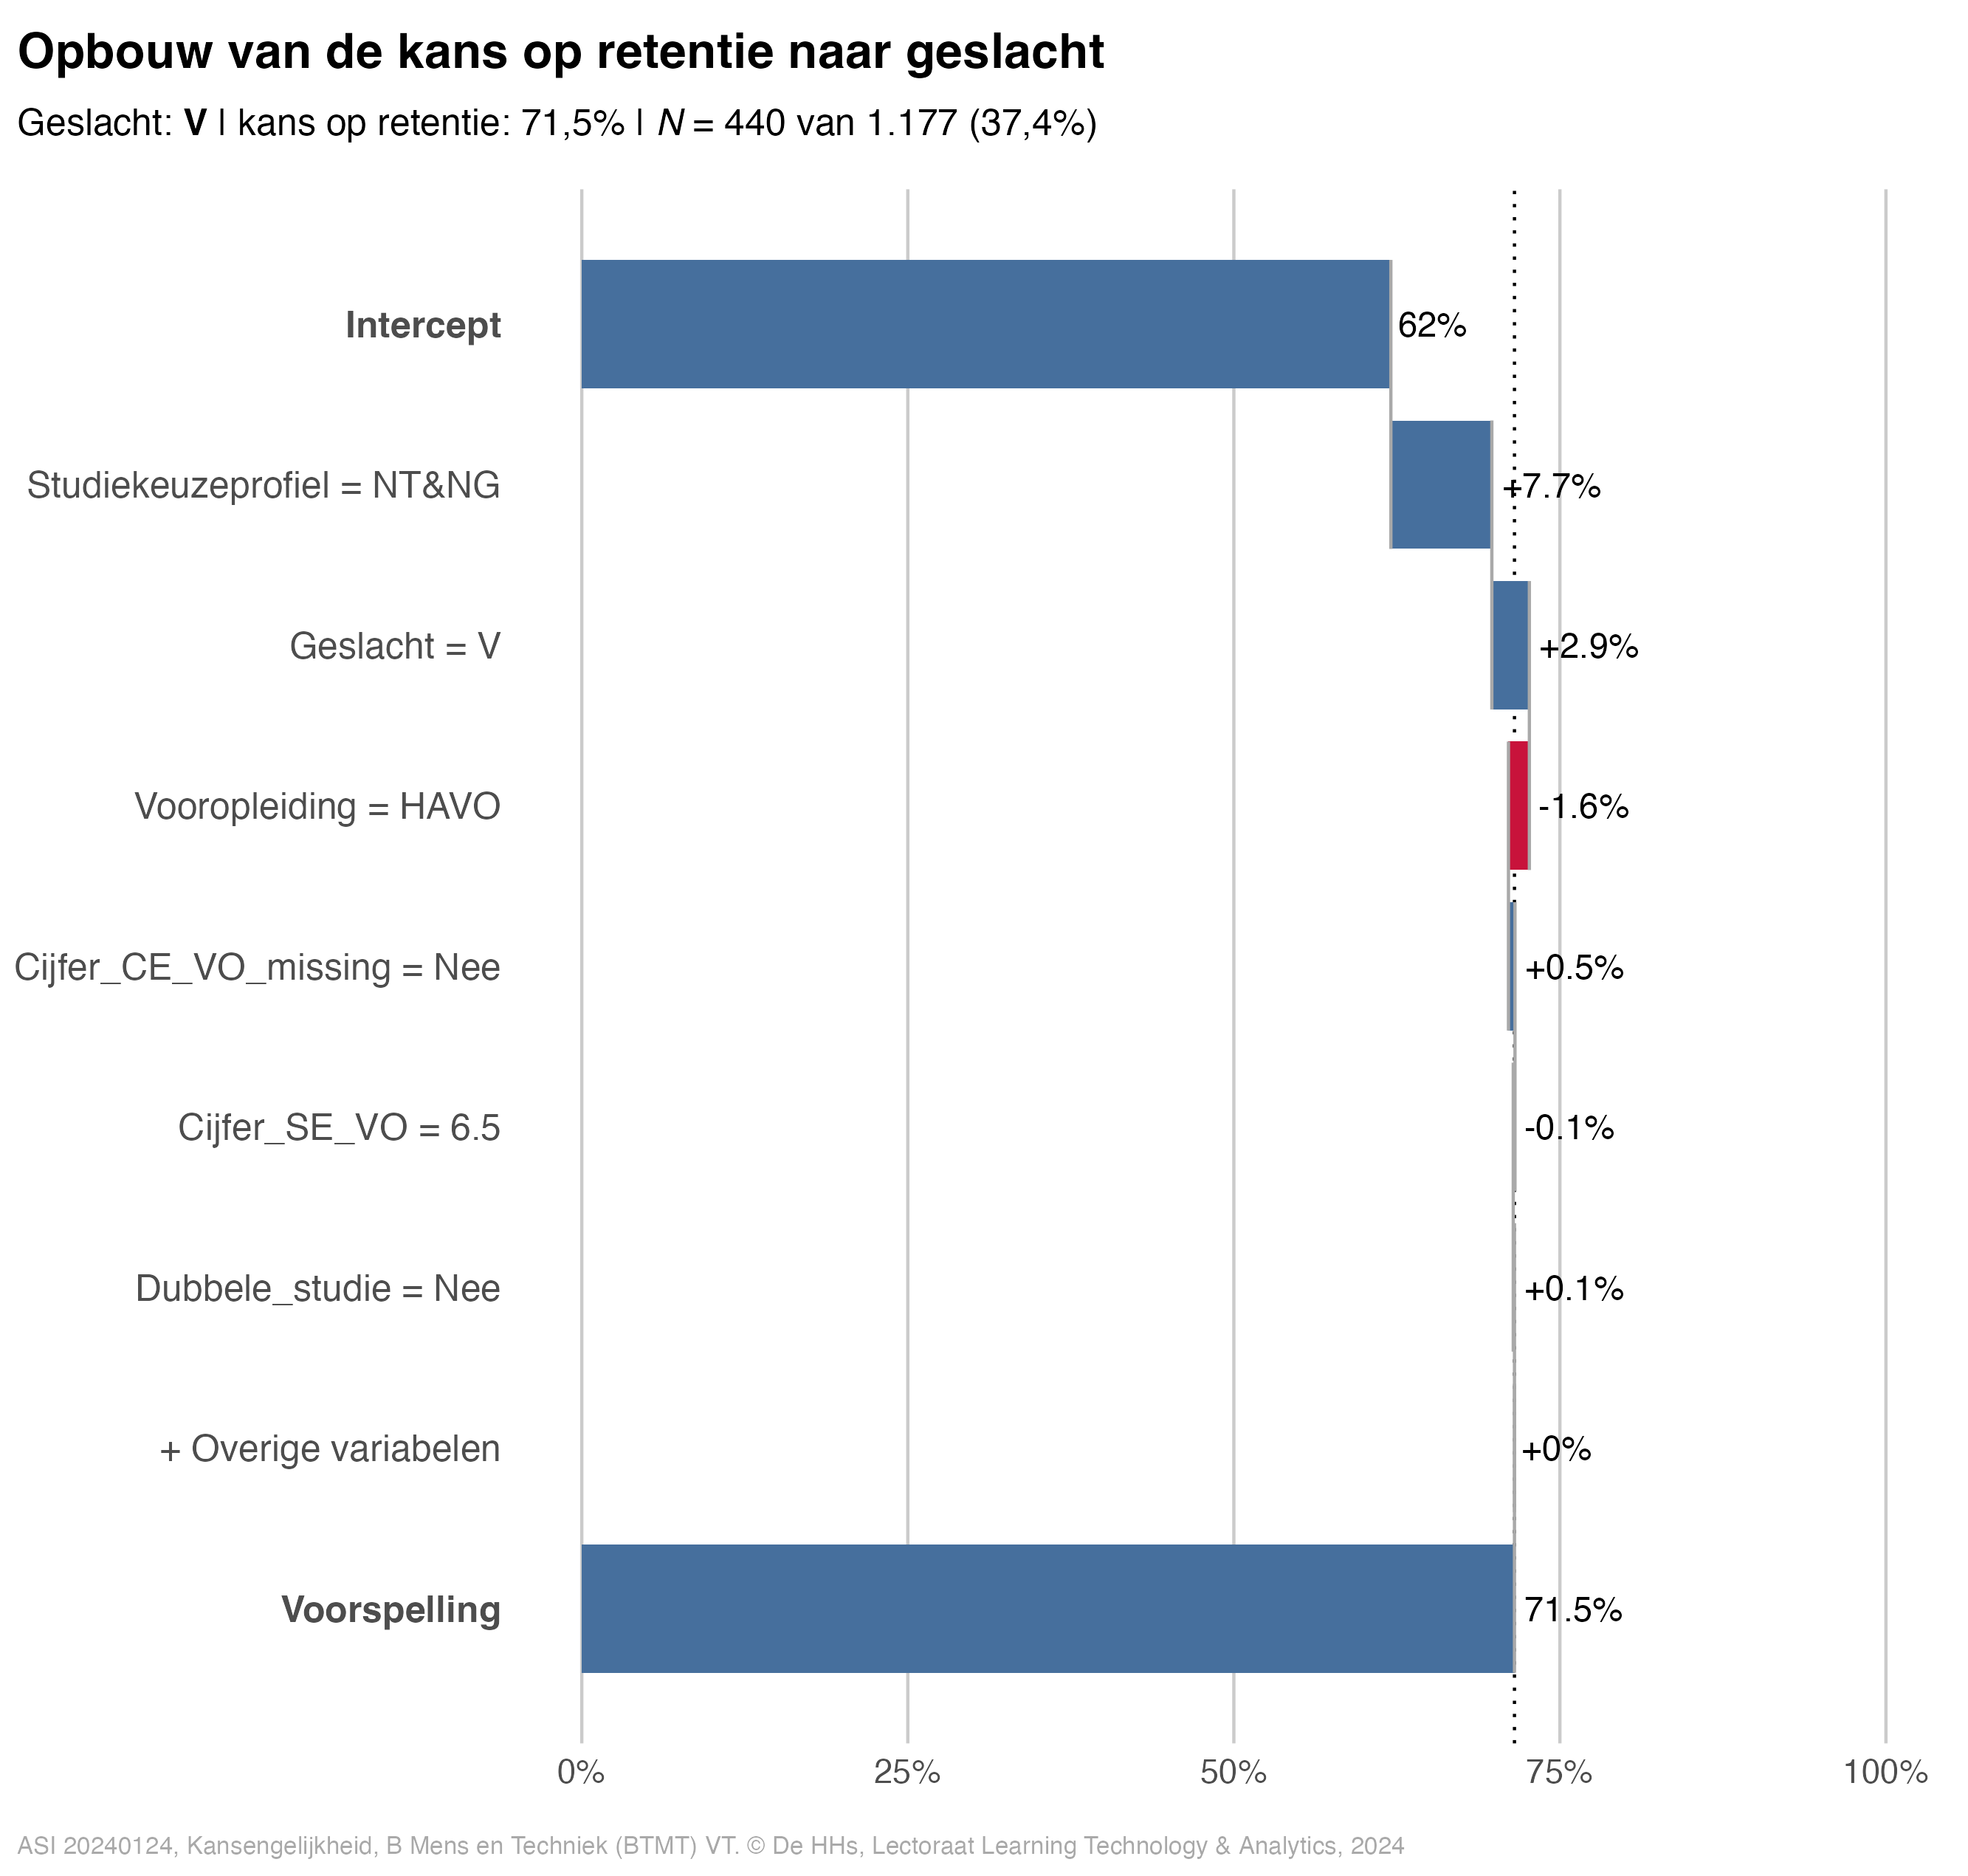 Opbouw van de kans op retentie naar geslacht
Geslacht: V | kans op retentie: 71,5% | N = 440 van 1.177 (37,4%)
Intercept
62%
Studiekeuzeprofiel = NT&NG
+7.7%
Geslacht = V
+2.9%
Vooropleiding = HAVO
-1.6%
Cijfer_CE_VO_missing = Nee
+0.5%
Cijfer_SE_VO = 6.5
-0.1%
Dubbele_studie = Nee
+0.1%
+ Overige variabelen
+0%
Voorspelling
71.5%
0% 25% 50% 75% 100%
ASI 20240124, Kansengelijkheid, B Mens en Techniek (BTMT) VT. © De HHs, Lectoraat Learning Technology & Analytics, 2024